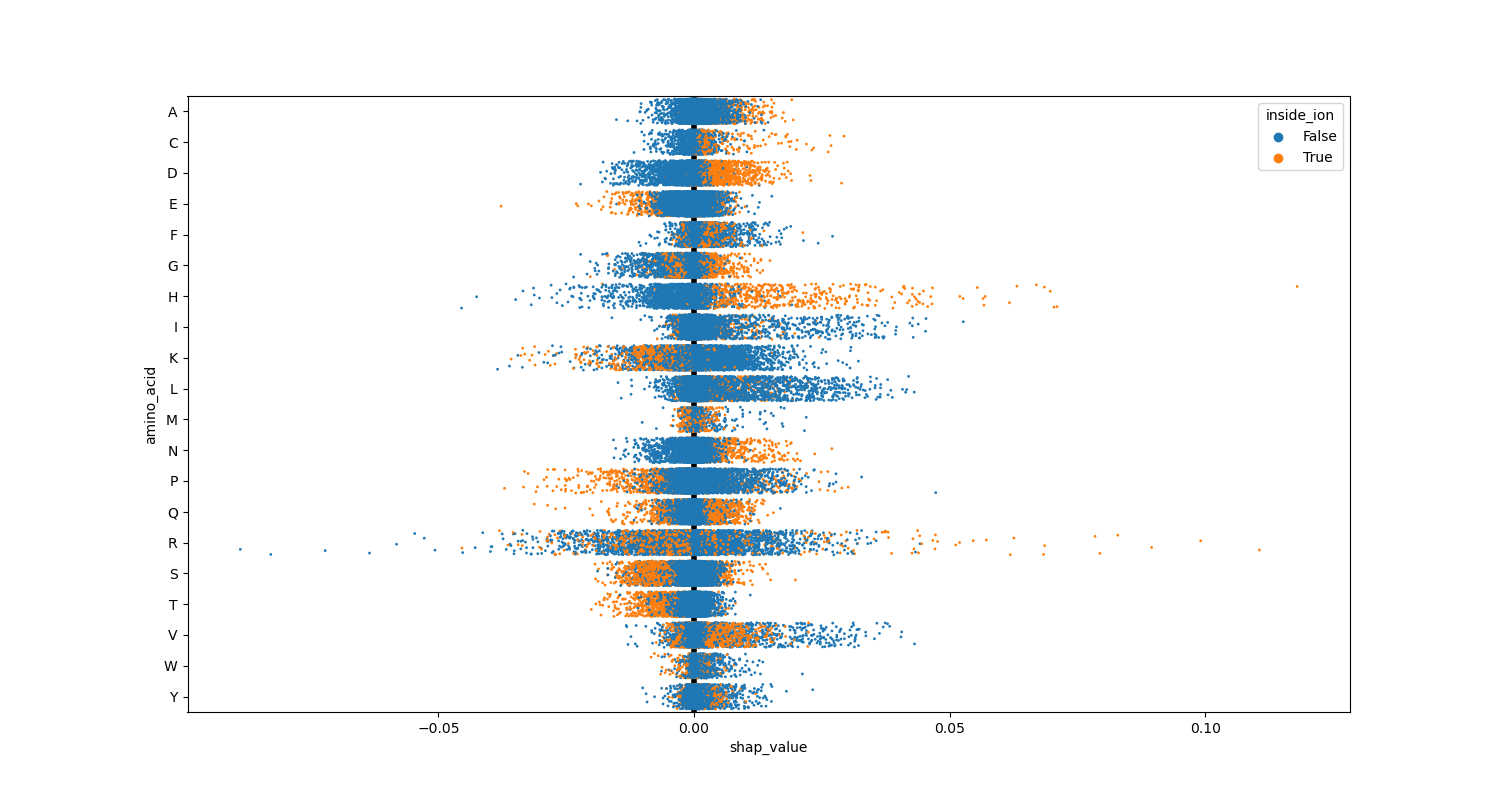 inside_ion
False
True
A
C
D
E
F
G
H
I
K
L
M
N
P
Q
R
S
T
V
W
Y
amino_acid
−0.05
0.00
0.05
0.10
shap_value